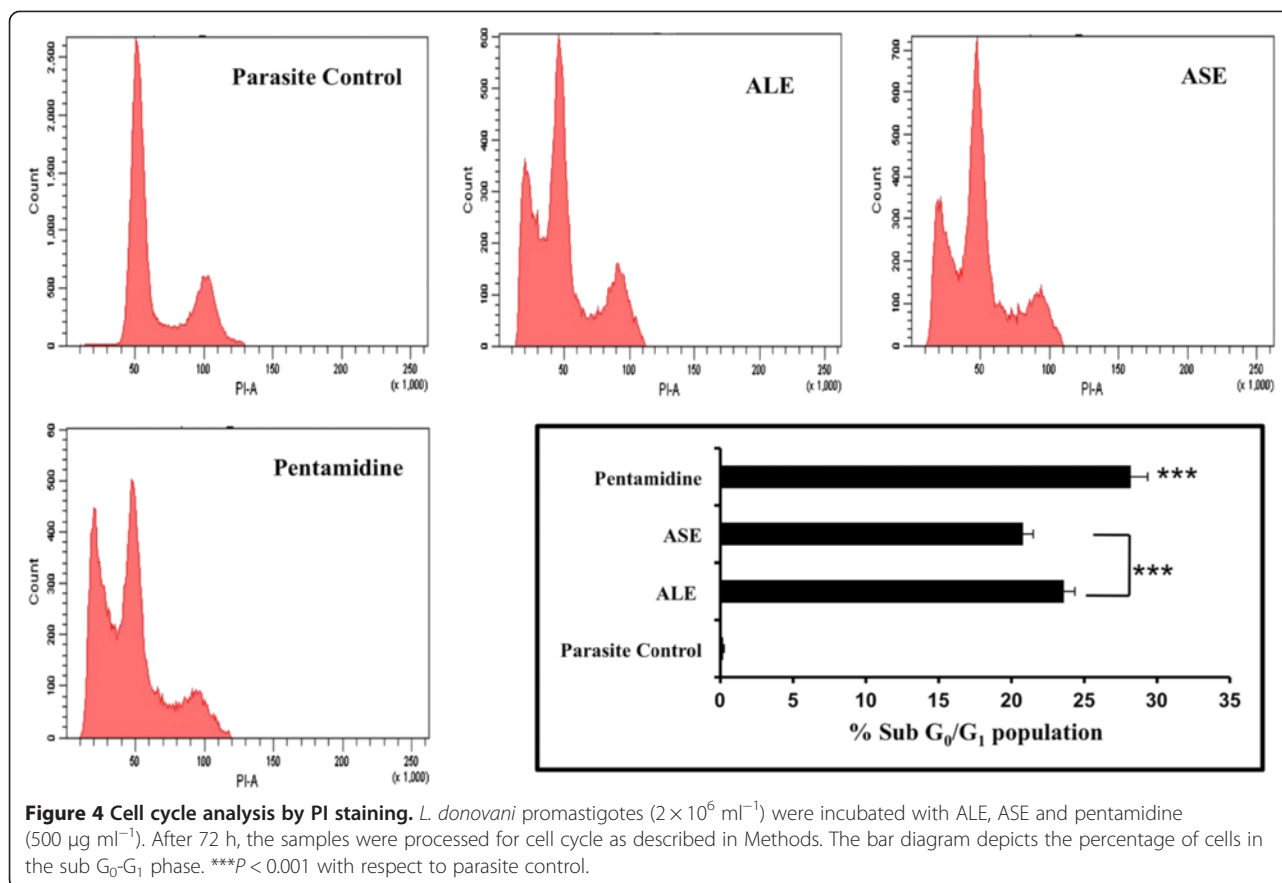 Parasite Control
2,500
2,000
1,500
1,000
500
0
Count
50 100 150 200 250
(x 1,000)
PI-A
ALE
600
500
400
300
200
100
0
Count
50 100 150 200 250
(x 1,000)
PI-A
ASE
700
600
500
400
300
200
100
0
Count
50 100 150 200 250
(x 1,000)
PI-A
Pentamidine
60
500
400
300
200
100
0
Count
50 100 150 200 250
(x 1,000)
PI-A
Pentamidine ***
ASE
***
ALE
Parasite Control
0 5 10 15 20 25 30 35
% Sub G₀/G₁ population
Figure 4 Cell cycle analysis by PI staining. L. donovani promastigotes (2 × 10⁶ ml⁻¹) were incubated with ALE, ASE and pentamidine
(500 μg ml⁻¹). After 72 h, the samples were processed for cell cycle as described in Methods. The bar diagram depicts the percentage of cells in
the sub G₀-G₁ phase. ***P < 0.001 with respect to parasite control.